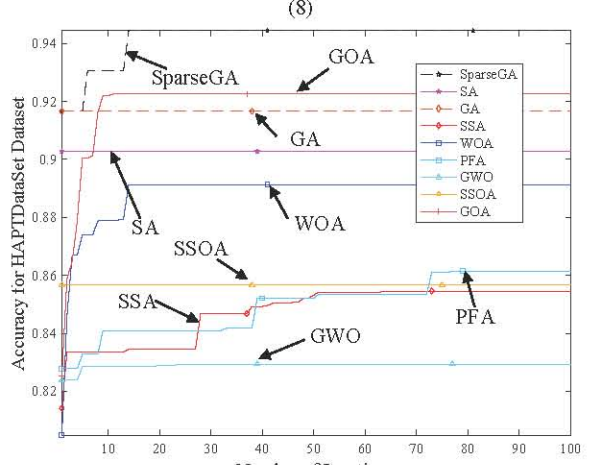 (8)
Accuracy for HAPTDataSet Dataset
0.94
0.92
0.9
0.88
0.86
0.84
0.82
10 20 30 40 50 60 70 80 90 100
SparseGA
GOA
GA
SA
WOA
SSOA
SSA
GWO
PFA
SparseGA
SA
GA
SSA
WOA
PFA
GWO
SSOA
GOA